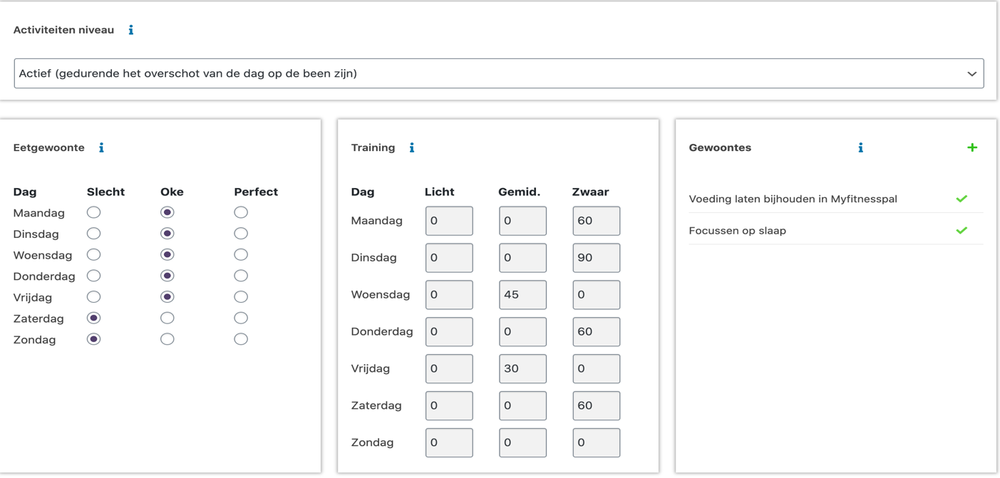 Activiteiten niveau
Actief (gedurende het overschot van de dag op de been zijn)
Eetgewoonte
Dag Slecht Oke Perfect
Maandag
Dinsdag
Woensdag
Donderdag
Vrijdag
Zaterdag
Zondag
Training
Dag Licht Gemid. Zwaar
Maandag 0 0 60
Dinsdag 0 0 90
Woensdag 0 45 0
Donderdag 0 0 60
Vrijdag 0 30 0
Zaterdag 0 0 60
Zondag 0 0 0
Gewoontes
Voeding laten bijhouden in Myfitnesspal
Focussen op slaap